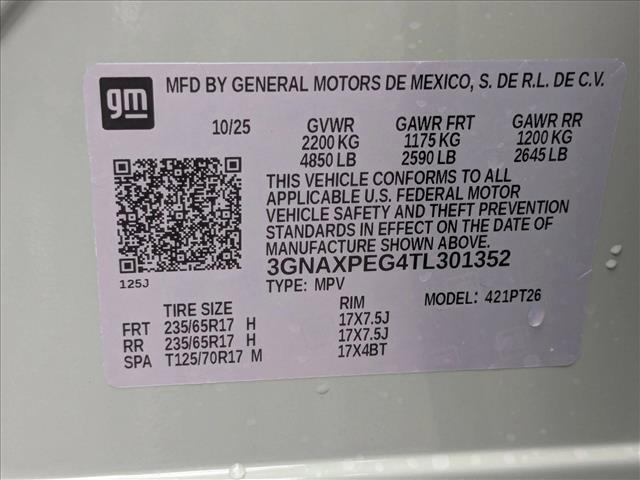 gm
MFD BY GENERAL MOTORS DE MEXICO, S. DE R.L. DE C.V.
10/25 GVWR GAWR FRT GAWR RR
2200 KG 1175 KG 1200 KG
4850 LB 2590 LB 2645 LB
THIS VEHICLE CONFORMS TO ALL
APPLICABLE U.S. FEDERAL MOTOR
VEHICLE SAFETY AND THEFT PREVENTION
STANDARDS IN EFFECT ON THE DATE OF
MANUFACTURE SHOWN ABOVE.
3GNAXPEG4TL301352
125J TYPE: MPV MODEL: 421PT26
TIRE SIZE RIM
FRT 235/65R17 H 17X7.5J
RR 235/65R17 H 17X7.5J
SPA T125/70R17 M 17X4BT